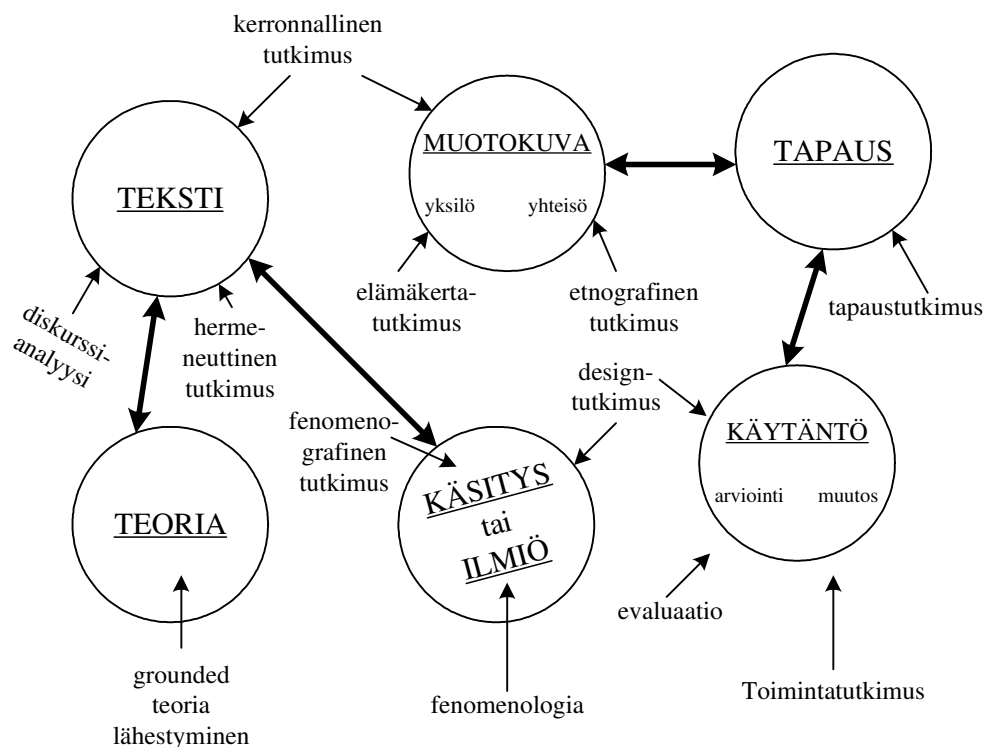 kerronnallinen
tutkimus
MUOTOKUVA
yksilö
yhteisö
TAPAUS
TEKSTI
elämäkerta-
tutkimus
etnografinen
tutkimus
tapaustutkimus
diskurssi-
analyysi
herme-
neuttinen
tutkimus
design-
tutkimus
fenomeno-
grafinen
tutkimus
KÄYTÄNTÖ
arviointi
muutos
TEORIA
KÄSITYS
tai
ILMIÖ
evaluaatio
grounded
teoria
lähestyminen
fenomenologia
Toimintatutkimus